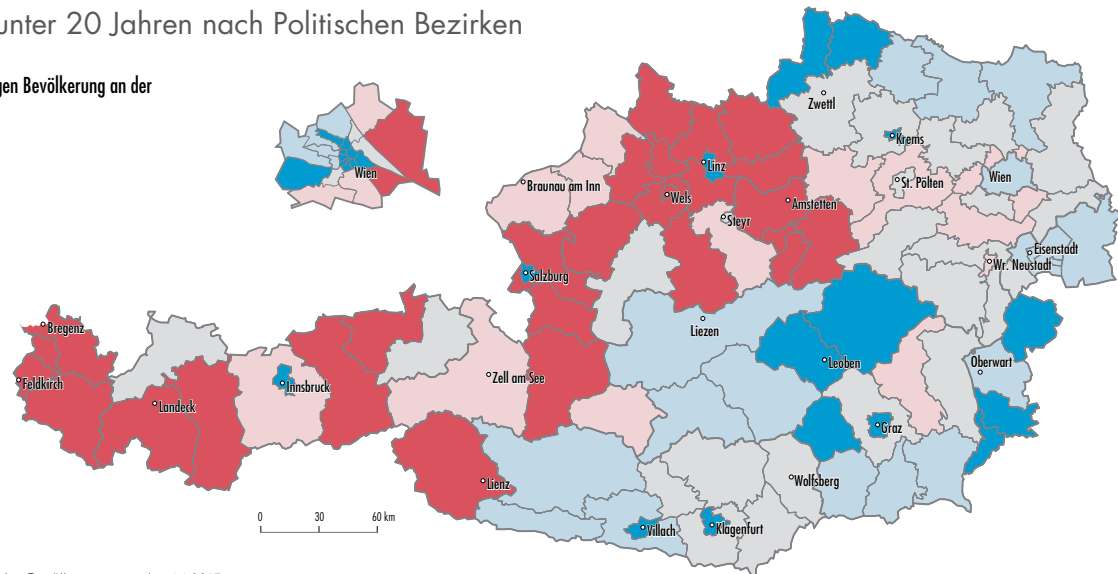 unter 20 Jahren nach Politischen Bezirken
gen Bevölkerung an der
Zwettl
Krems
Linz
Wien
Braunau am Inn
St. Pölten
Wien
Wels
Amstetten
Steyr
Eisenstadt
Wr. Neustadt
Salzburg
Bregenz
Liezen
Leoben
Oberwart
Feldkirch
Innsbruck
Zell am See
Landeck
Graz
Lienz
Wolfsberg
0 30 60 km
Villach
Klagenfurt